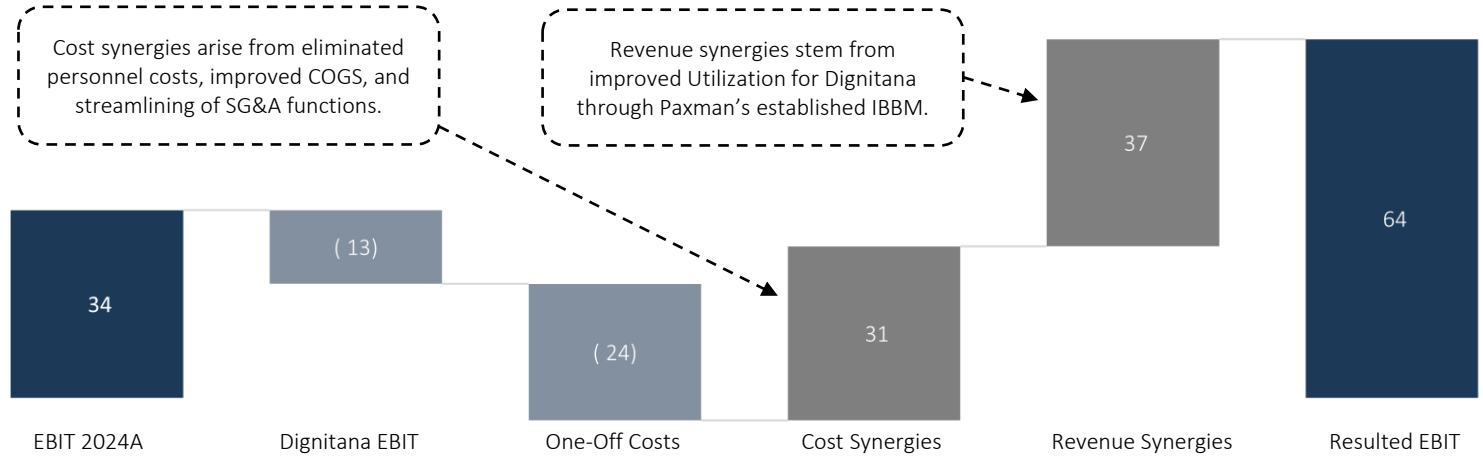 Cost synergies arise from eliminated
personnel costs, improved COGS, and
streamlining of SG&A functions.
Revenue synergies stem from
improved Utilization for Dignitana
through Paxman’s established IBBM.
34
( 13)
( 24)
31
37
64
EBIT 2024A
Dignitana EBIT
One-Off Costs
Cost Synergies
Revenue Synergies
Resulted EBIT